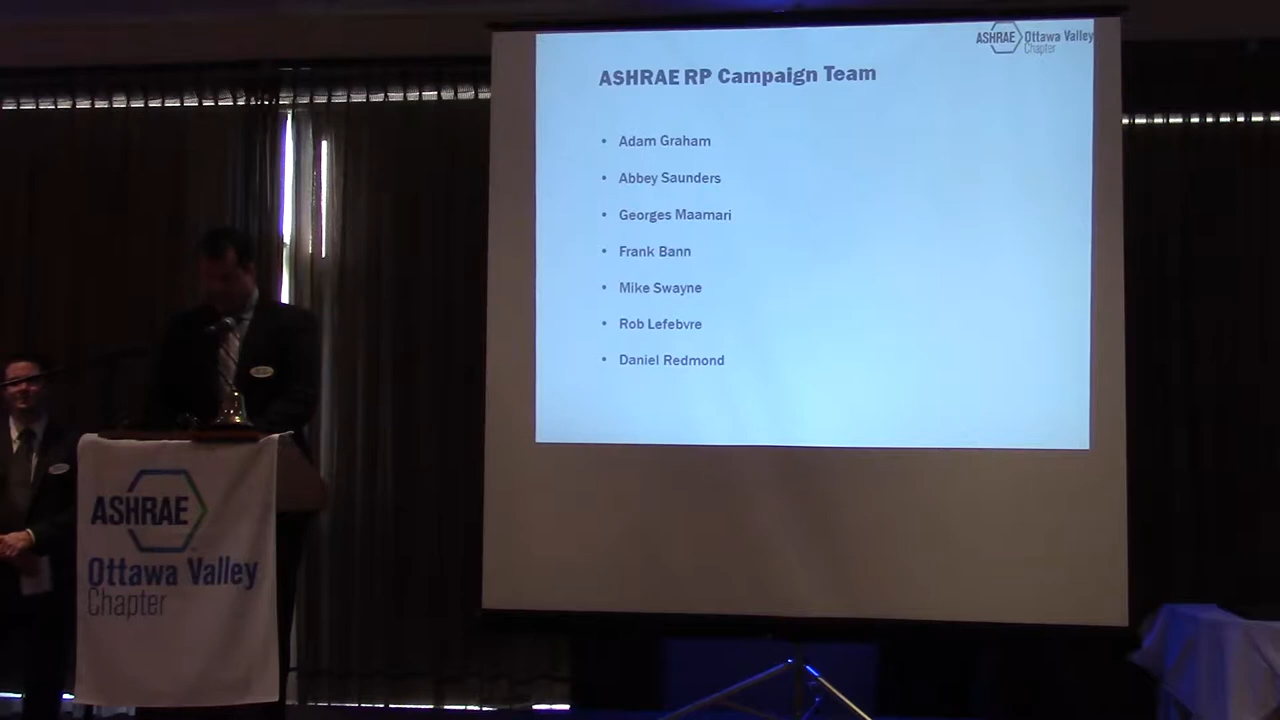 ASHRAE Ottawa Valley
Chapter
ASHRAE RP Campaign Team
• Adam Graham
• Abbey Saunders
• Georges Maamari
• Frank Bann
• Mike Swayne
• Rob Lefebvre
• Daniel Redmond
ASHRAE
Ottawa Valley
Chapter